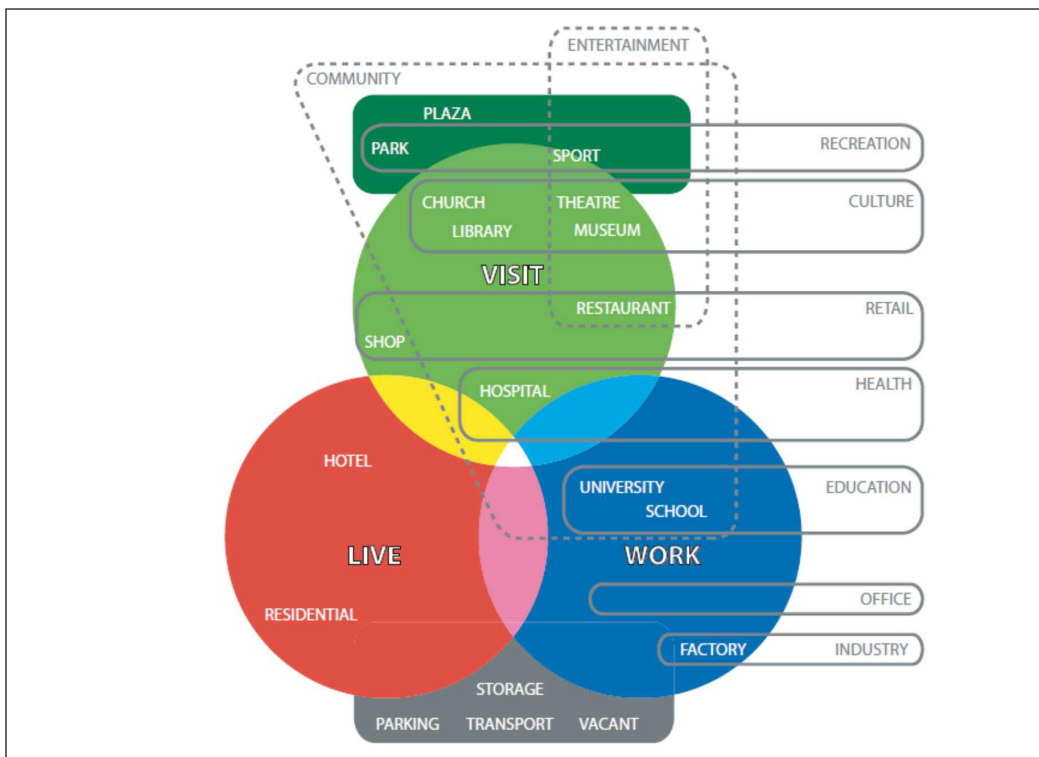 ENTERTAINMENT
COMMUNITY
PLAZA
PARK
SPORT
RECREATION
CHURCH
THEATRE
CULTURE
LIBRARY
MUSEUM
VISIT
RESTAURANT
RETAIL
SHOP
HOSPITAL
HEALTH
HOTEL
UNIVERSITY
EDUCATION
SCHOOL
LIVE
WORK
OFFICE
RESIDENTIAL
FACTORY
INDUSTRY
STORAGE
PARKING
TRANSPORT
VACANT